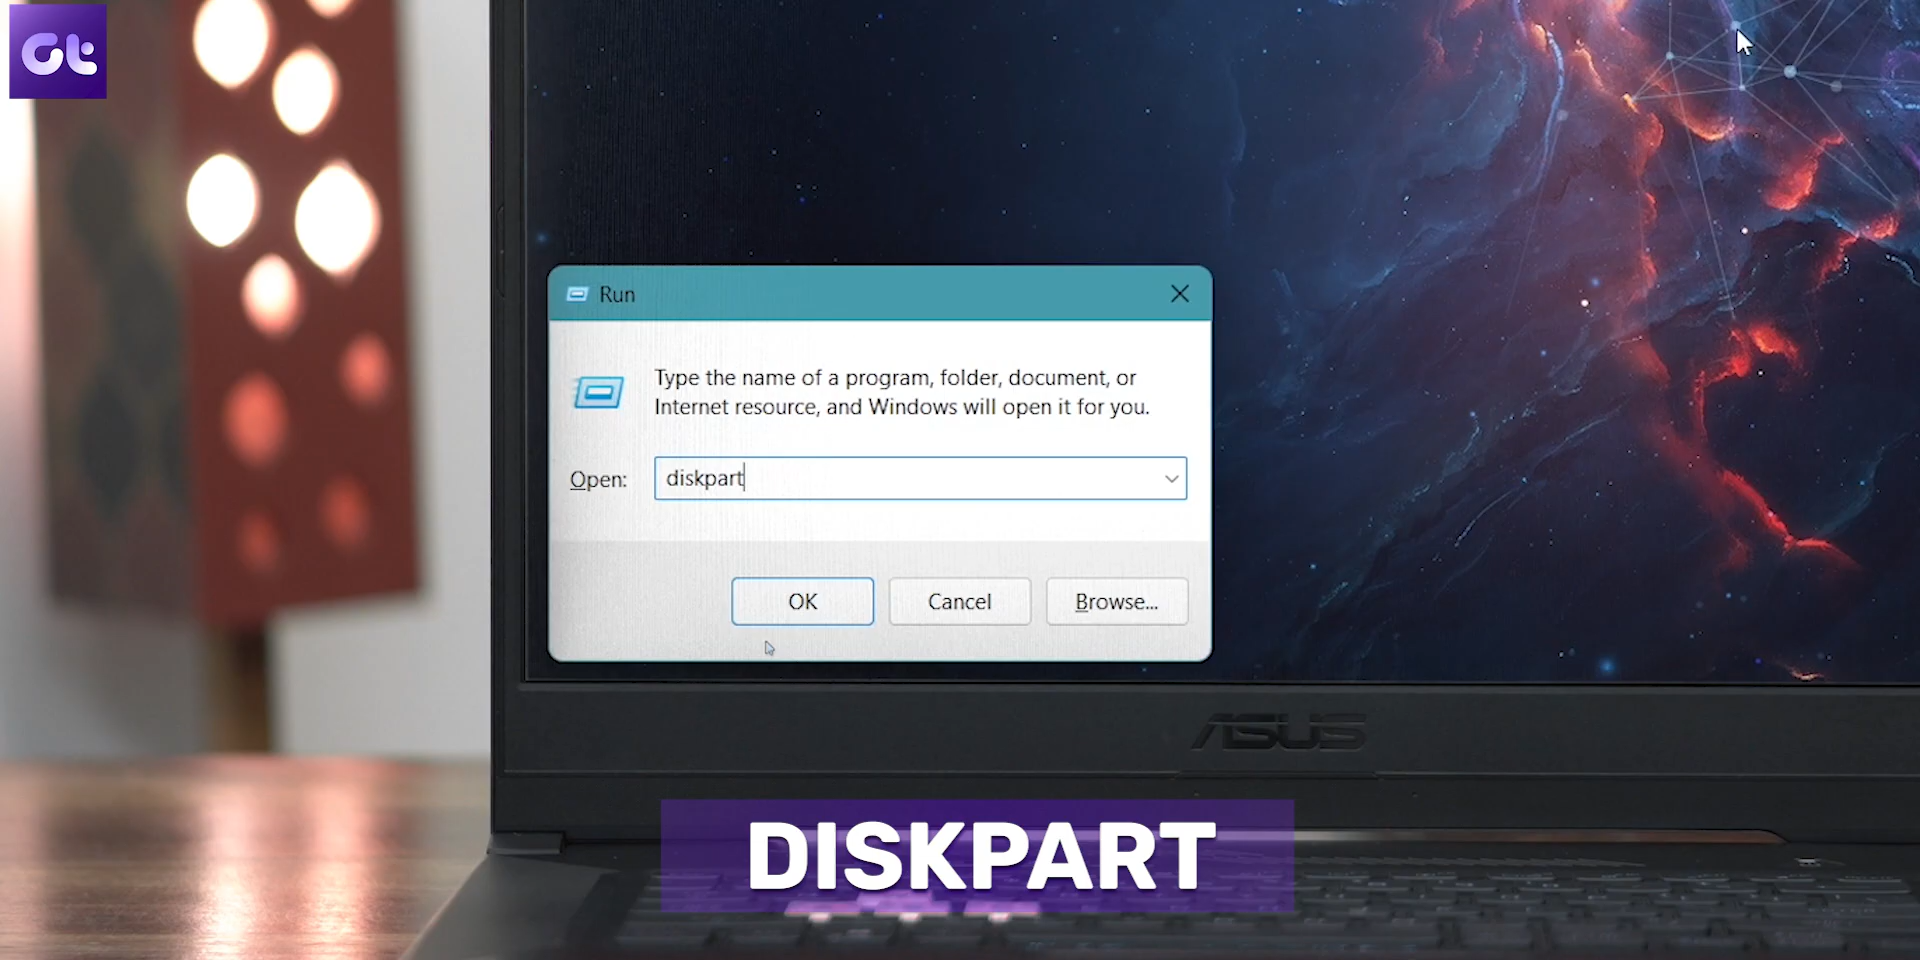 Gt
Run
Type the name of a program, folder, document, or
Internet resource, and Windows will open it for you.
Open: diskpart
OK Cancel Browse...
ASUS
DISKPART